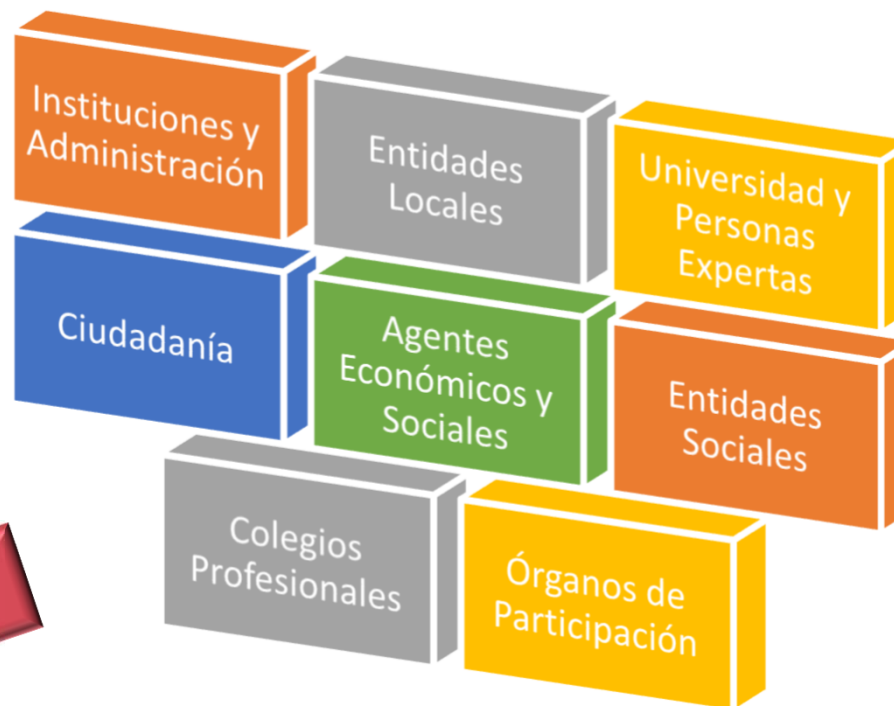 Instituciones y
Administración
Entidades
Locales
Universidad y
Personas
Expertas
Ciudadanía
Agentes
Económicos y
Sociales
Entidades
Sociales
Colegios
Profesionales
Órganos de
Participación